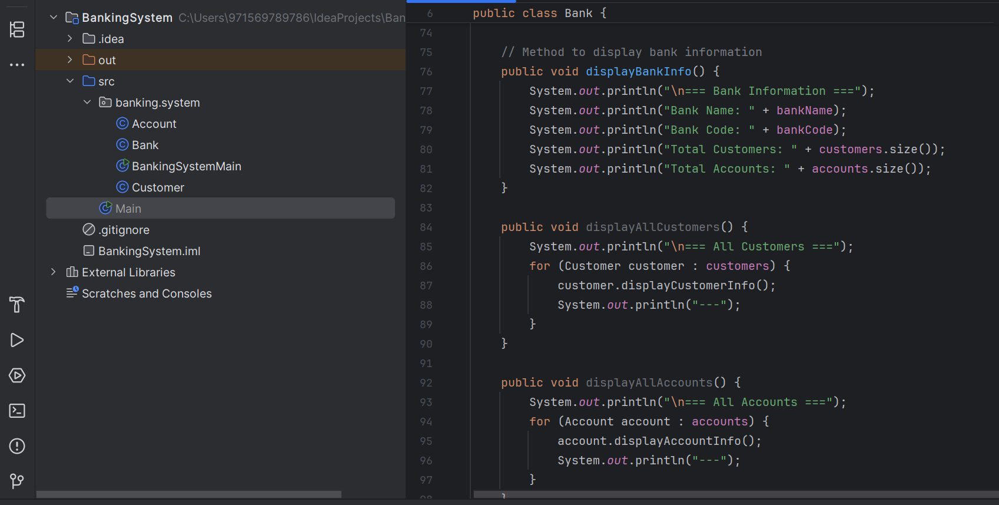 BankingSystem C:\Users\971569789786\IdeaProjects\Ban
.idea
out
src
banking.system
Account
Bank
BankingSystemMain
Customer
Main
.gitignore
BankingSystem.iml
External Libraries
Scratches and Consoles
6 public class Bank {
74
75 // Method to display bank information
76 public void displayBankInfo() {
77 System.out.println("\n=== Bank Information ===");
78 System.out.println("Bank Name: " + bankName);
79 System.out.println("Bank Code: " + bankCode);
80 System.out.println("Total Customers: " + customers.size());
81 System.out.println("Total Accounts: " + accounts.size());
82 }
83
84 public void displayAllCustomers() {
85 System.out.println("\n=== All Customers ===");
86 for (Customer customer : customers) {
87 customer.displayCustomerInfo();
88 System.out.println("---");
89 }
90 }
91
92 public void displayAllAccounts() {
93 System.out.println("\n=== All Accounts ===");
94 for (Account account : accounts) {
95 account.displayAccountInfo();
96 System.out.println("---");
97 }
98 }